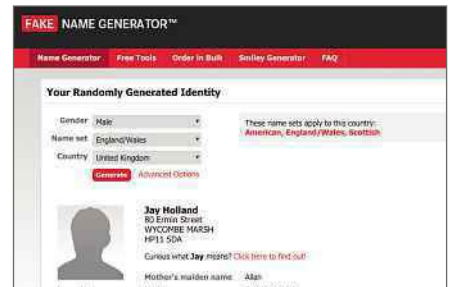 FAKE NAME GENERATOR™
Name Generator Free Tools Order in Bulk Smiley Generator FAQ
Your Randomly Generated Identity
Gender Male
Name set England/Wales
Country United Kingdom
Generate Advanced Options
These name sets apply to this country:
American, England/Wales, Scottish
Jay Holland
80 Ermin Street
WYCOMBE MARSH
HP11 5DA
Curious what Jay means? Click here to find out!
Mother's maiden name Allan